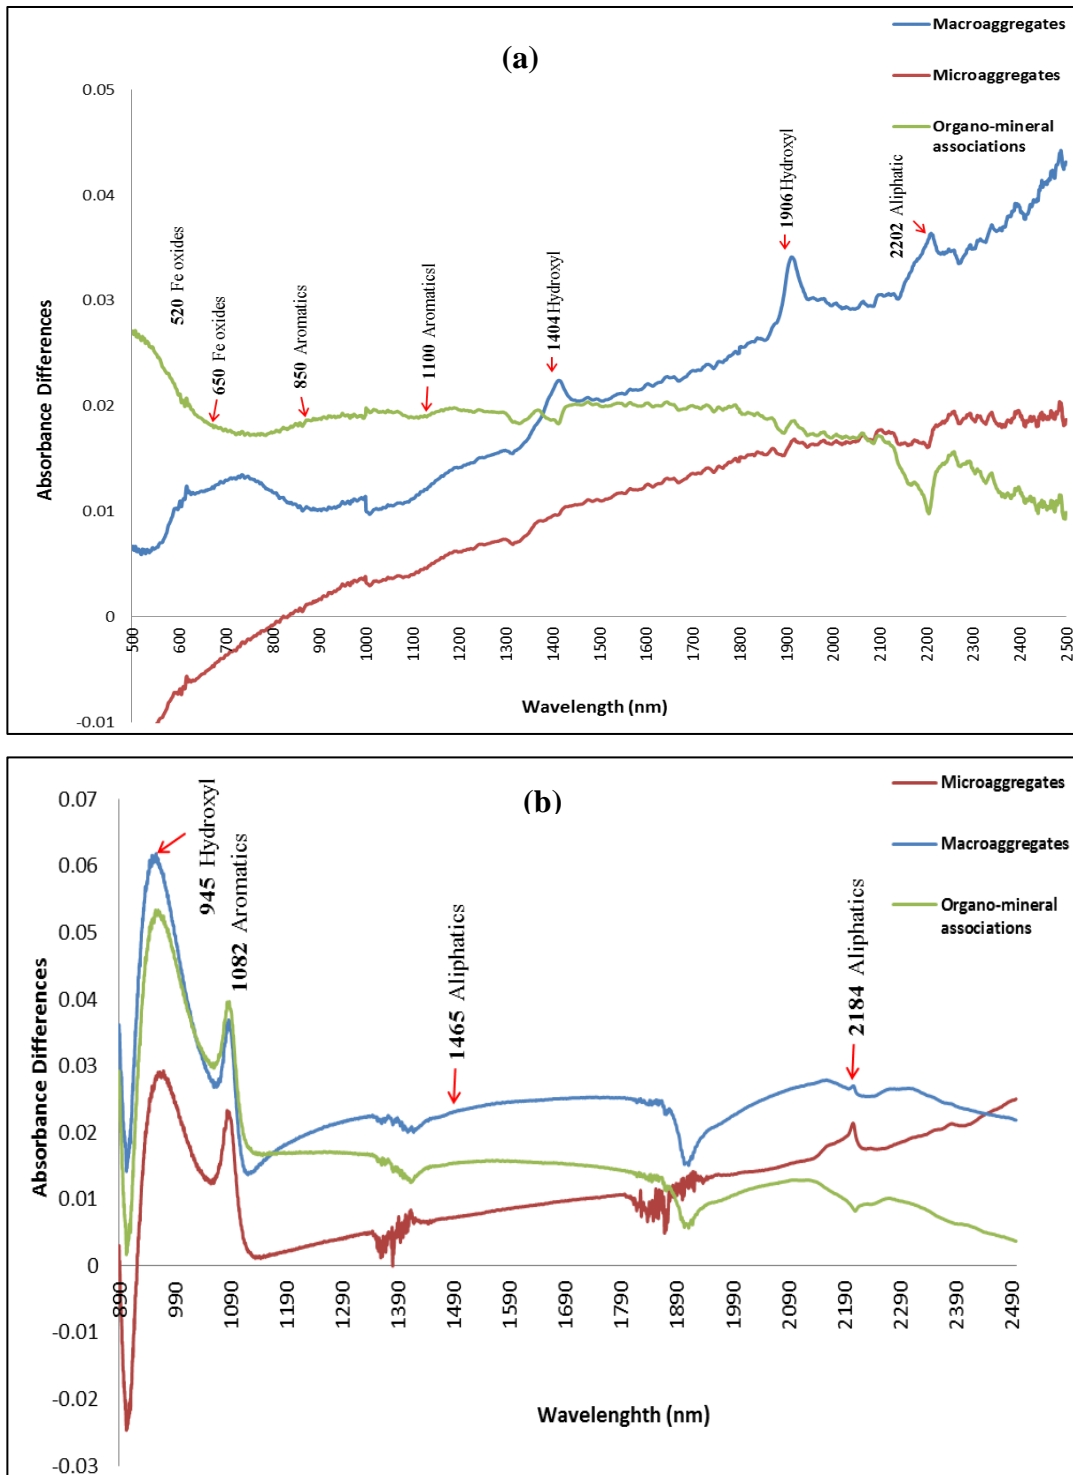 (a)
Macroaggregates
Microaggregates
Organo-mineral
associations
0.05
0.04
0.03
0.02
0.01
0
-0.01
Absorbance Differences
520 Fe oxides
650 Fe oxides
850 Aromatics
1100 Aromaticsl
1404 Hydroxyl
1906 Hydroxyl
2202 Aliphatic
500
600
700
800
900
1000
1100
1200
1300
1400
1500
1600
1700
1800
1900
2000
2100
2200
2300
2400
2500
Wavelength (nm)
(b)
Microaggregates
Macroaggregates
Organo-mineral
associations
0.07
0.06
0.05
0.04
0.03
0.02
0.01
0
-0.01
-0.02
-0.03
Absorbance Differences
945 Hydroxyl
1082 Aromatics
1465 Aliphatics
2184 Aliphatics
890
990
1090
1190
1290
1390
1490
1590
1690
1790
1890
1990
2090
2190
2290
2390
2490
Wavelenghth (nm)